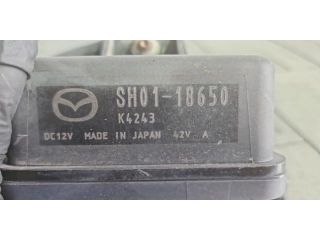 SH01-18650
K4243
DC12V MADE IN JAPAN 42V A